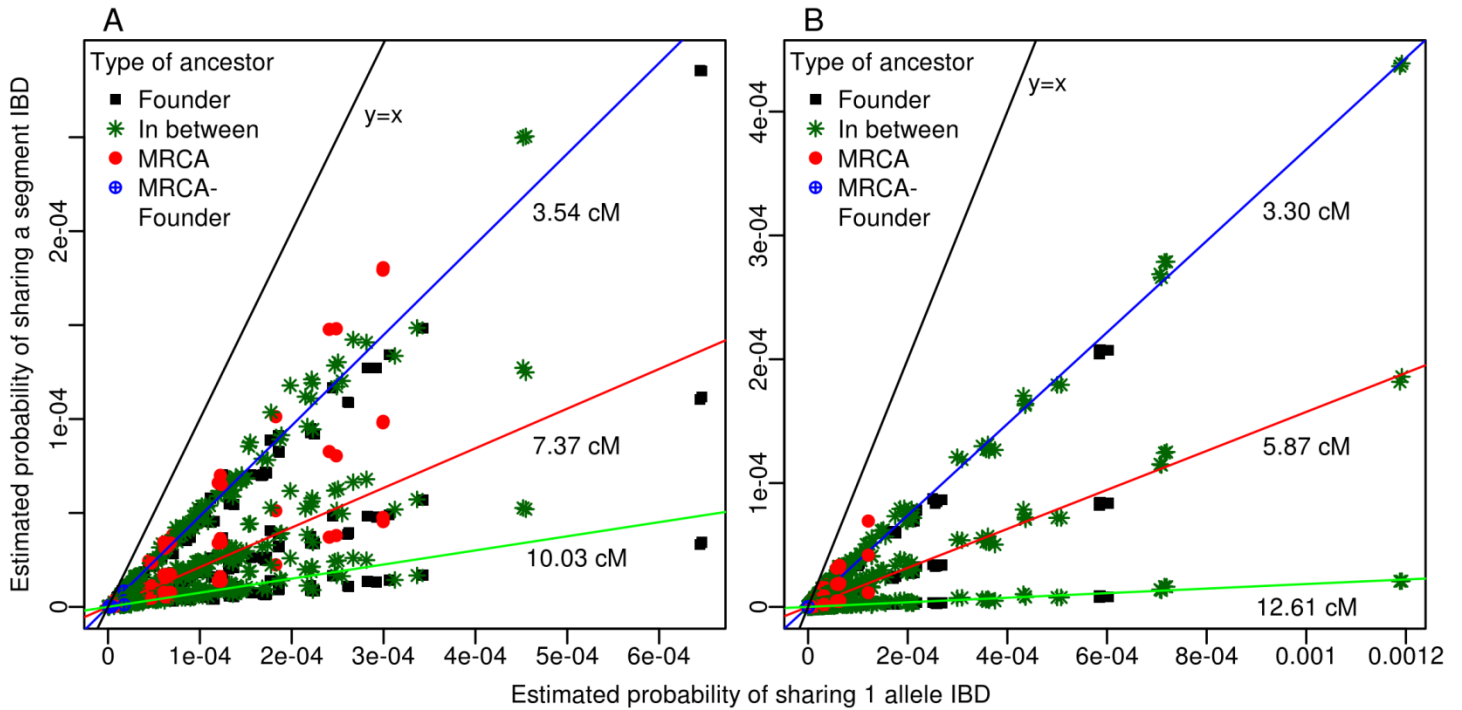 A
Type of ancestor
Founder
In between
MRCA
MRCA-
Founder
y=x
3.54 cM
7.37 cM
10.03 cM
Estimated probability of sharing a segment IBD
0
1e-04
2e-04
0
1e-04
2e-04
3e-04
4e-04
5e-04
6e-04
B
Type of ancestor
Founder
In between
MRCA
MRCA-
Founder
y=x
3.30 cM
5.87 cM
12.61 cM
0
1e-04
2e-04
3e-04
4e-04
0
2e-04
4e-04
6e-04
8e-04
0.001
0.0012
Estimated probability of sharing 1 allele IBD